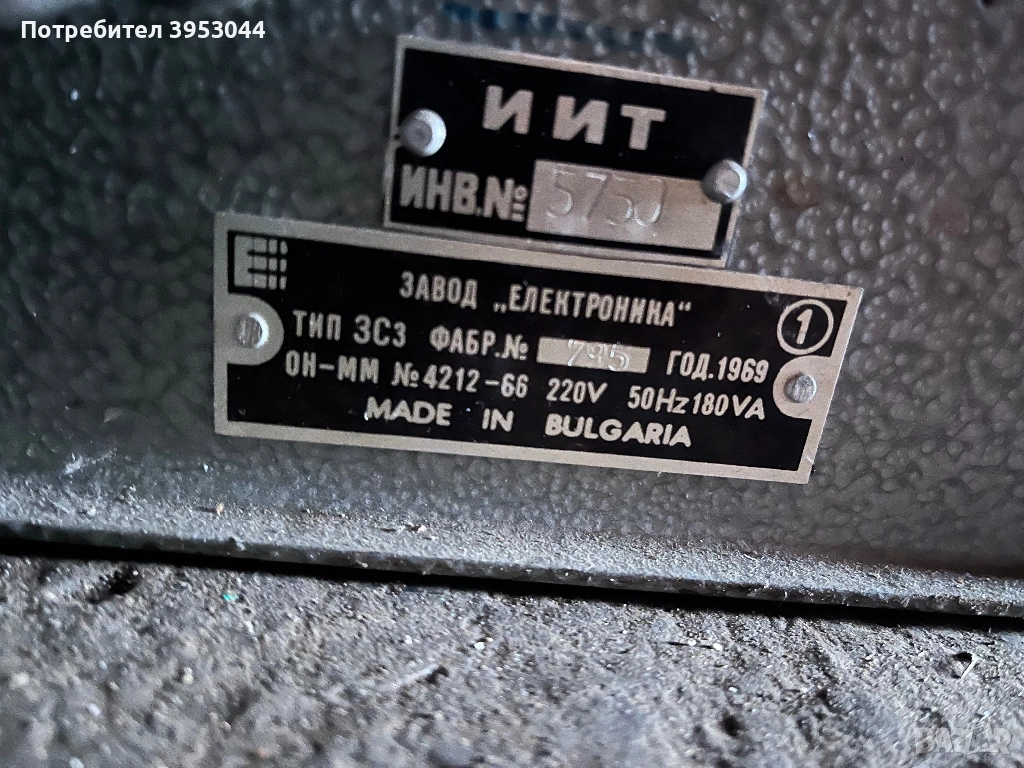 Потребител 3953044
ИИТ
ИНВ.№ 5750
ЗАВОД „ЕЛЕКТРОНИКА“
1
ТИП ЗСЗ ФАБР.№ 795 ГОД.1969
ОН-ММ №4212-66 220V 50Hz 180VA
MADE IN BULGARIA
BAZAR